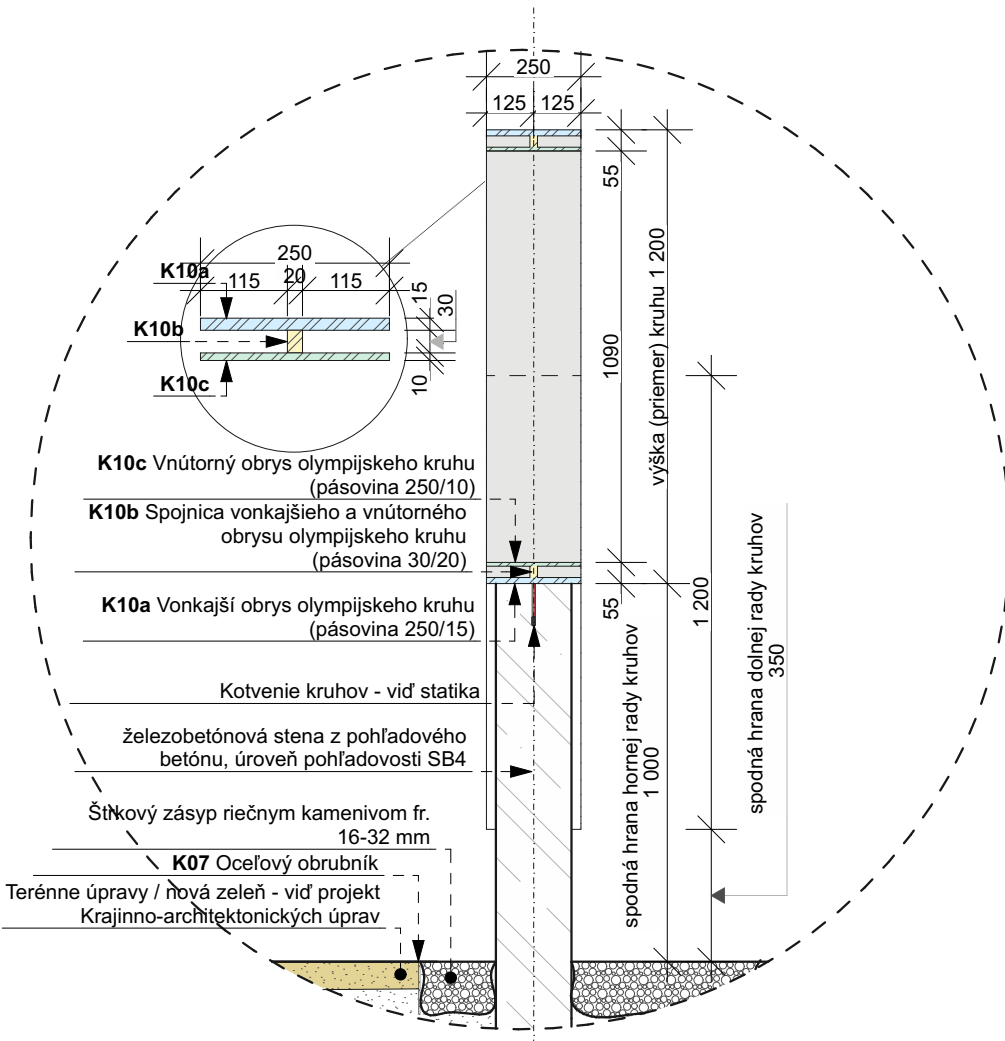 250
125
125
55
1090
výška (priemer) kruhu 1 200
55
1 200
spodná hrana hornej rady kruhov
1 000
spodná hrana dolnej rady kruhov
350
250
K10a
115
20
115
15
30
K10b
K10c
10
K10c Vnútorný obrys olympijskeho kruhu
(pásovina 250/10)
K10b Spojnica vonkajšieho a vnútorného
obrysu olympijskeho kruhu
(pásovina 30/20)
K10a Vonkajší obrys olympijskeho kruhu
(pásovina 250/15)
Kotvenie kruhov - viď statika
železobetónová stena z pohľadového
betónu, úroveň pohľadovosti SB4
Štrkový zásyp riečnym kamenivom fr.
16-32 mm
K07 Oceľový obrubník
Terénne úpravy / nová zeleň - viď projekt
Krajinno-architektonických úprav